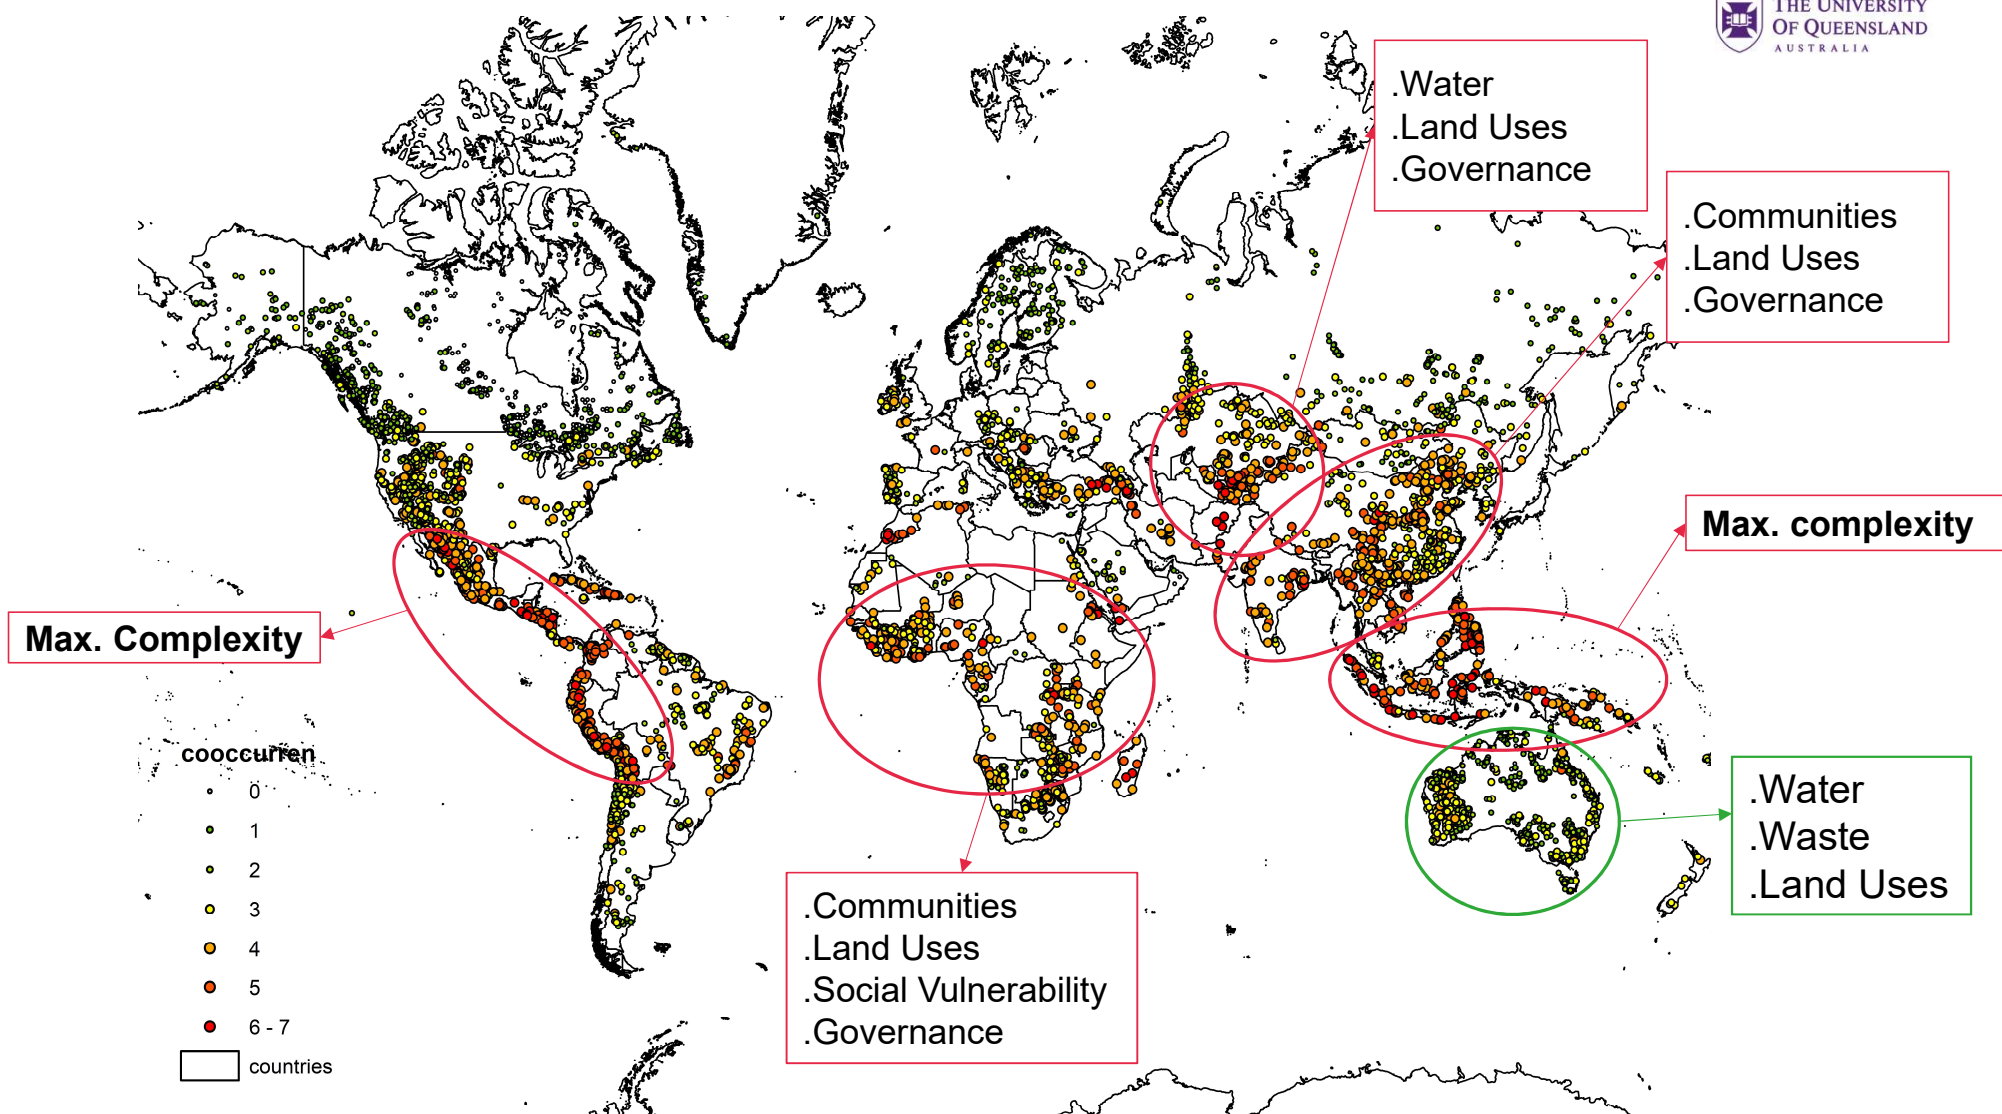 THE UNIVERSITY
OF QUEENSLAND
AUSTRALIA
.Water
.Land Uses
.Governance
.Communities
.Land Uses
.Governance
Max. complexity
Max. Complexity
cooccurren
0
1
2
3
4
5
6 - 7
countries
.Communities
.Land Uses
.Social Vulnerability
.Governance
.Water
.Waste
.Land Uses